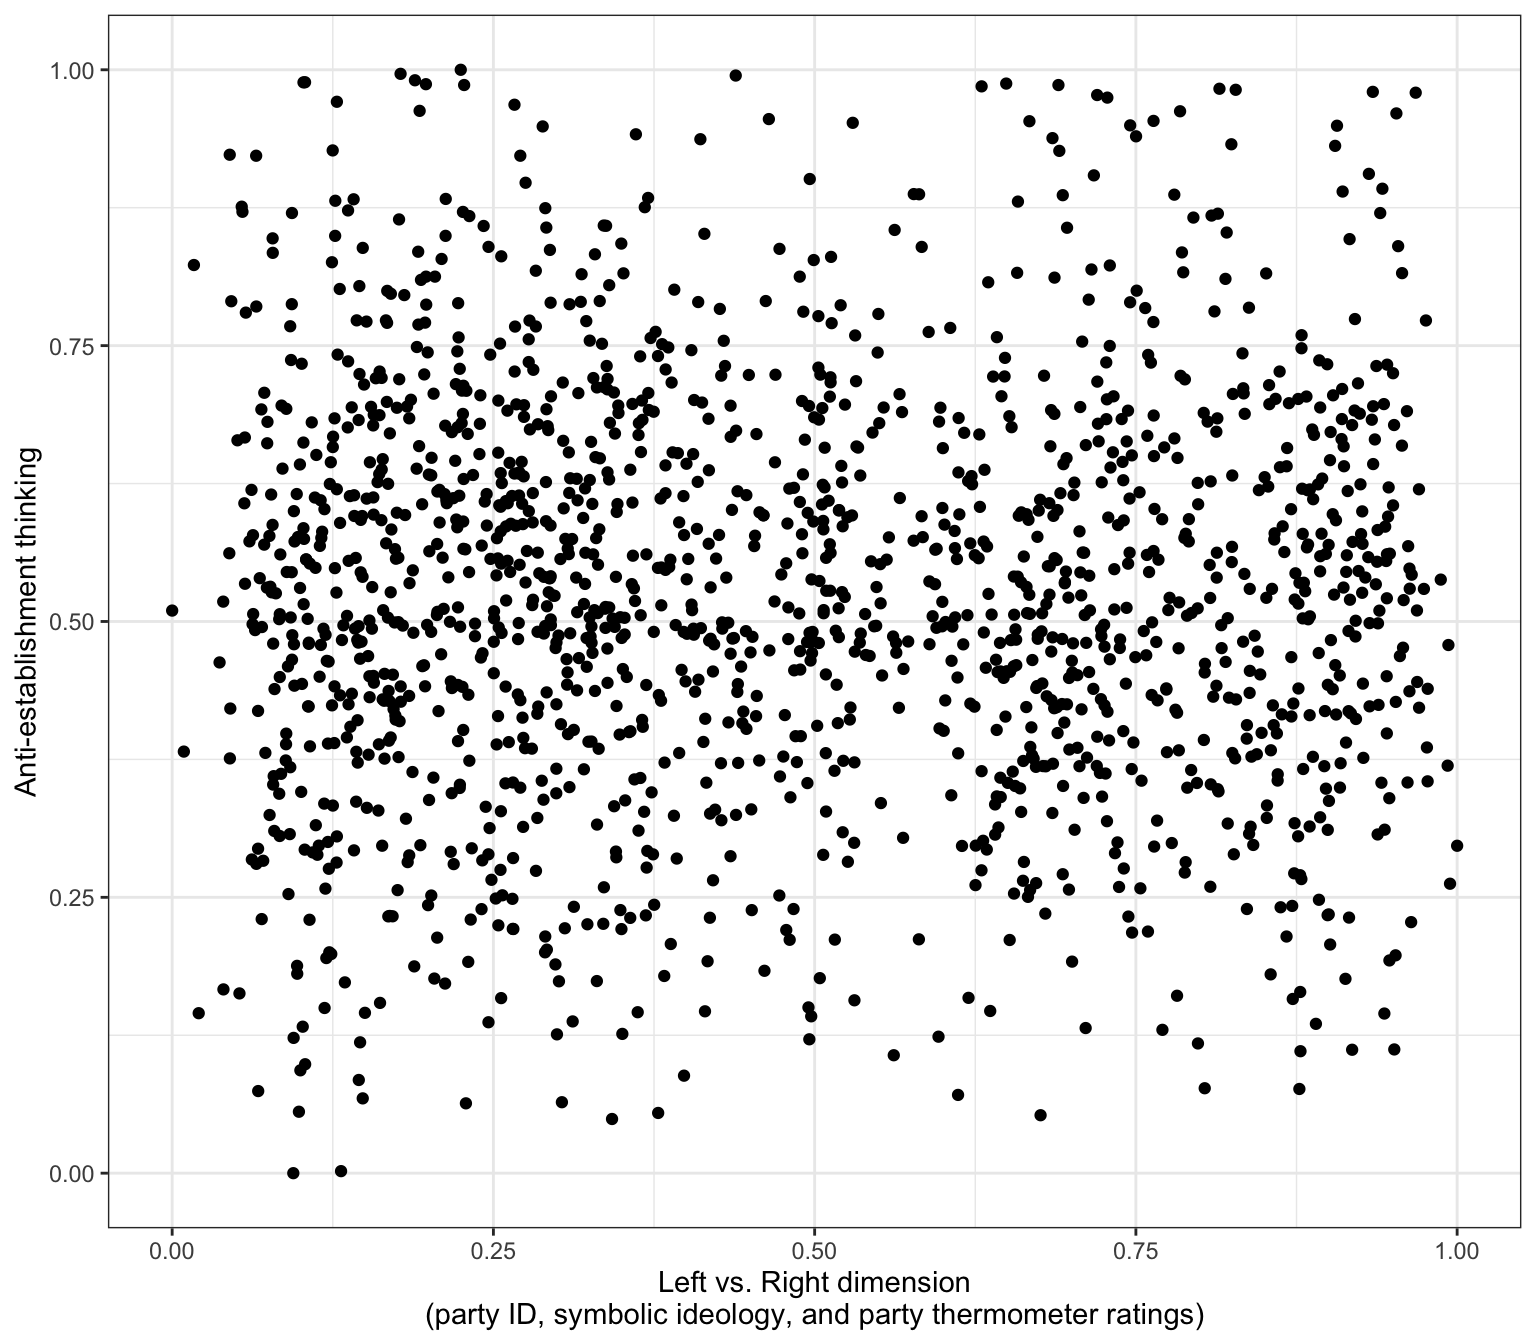 1.00
0.75
0.50
0.25
0.00
Anti-establishment thinking
0.00 0.25 0.50 0.75 1.00
Left vs. Right dimension
(party ID, symbolic ideology, and party thermometer ratings)